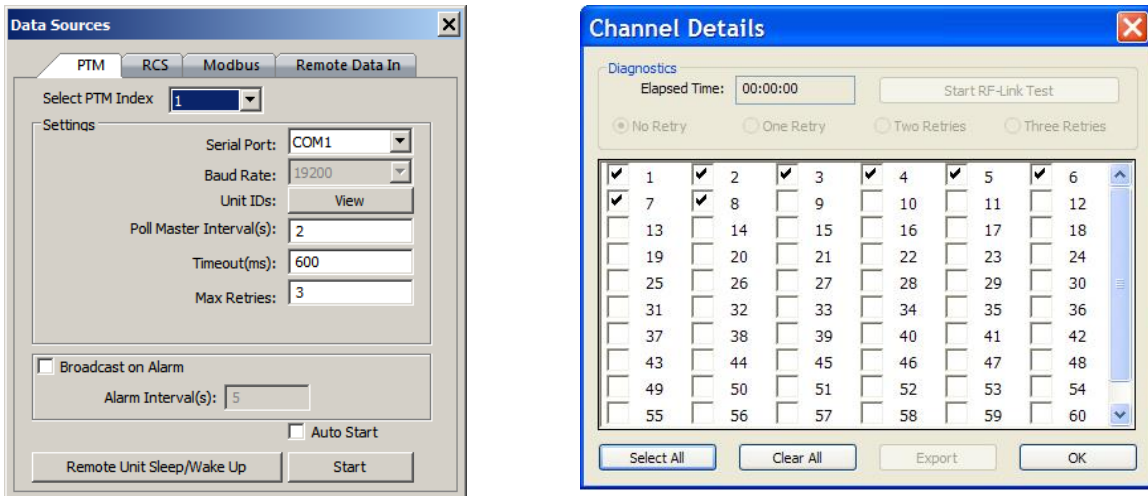 Data Sources
PTM RCS Modbus Remote Data In
Select PTM Index 1
Settings
Serial Port: COM1
Baud Rate: 19200
Unit IDs: View
Poll Master Interval(s): 2
Timeout(ms): 600
Max Retries: 3
Broadcast on Alarm
Alarm Interval(s): 5
Auto Start
Remote Unit Sleep/Wake Up Start
Channel Details
Diagnostics
Elapsed Time: 00:00:00 Start RF-Link Test
No Retry One Retry Two Retries Three Retries
1 2 3 4 5 6
7 8 9 10 11 12
13 14 15 16 17 18
19 20 21 22 23 24
25 26 27 28 29 30
31 32 33 34 35 36
37 38 39 40 41 42
43 44 45 46 47 48
49 50 51 52 53 54
55 56 57 58 59 60
Select All Clear All Export OK